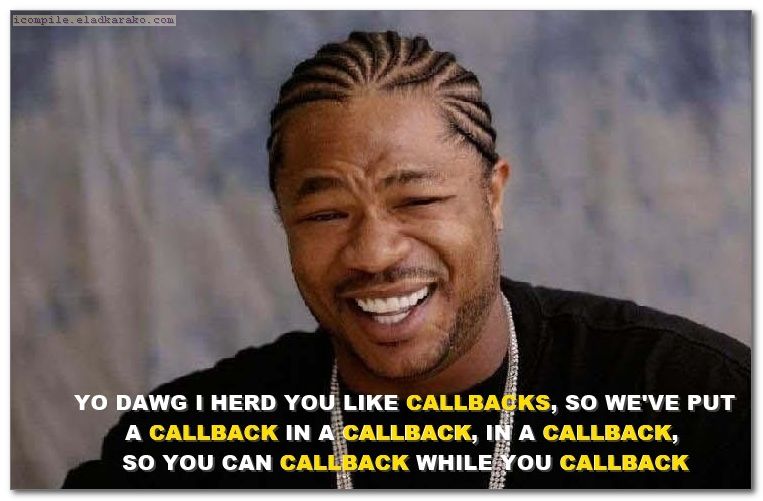 icompile.eladkarako.com
YO DAWG I HERD YOU LIKE CALLBACKS, SO WE'VE PUT
A CALLBACK IN A CALLBACK, IN A CALLBACK,
SO YOU CAN CALLBACK WHILE YOU CALLBACK